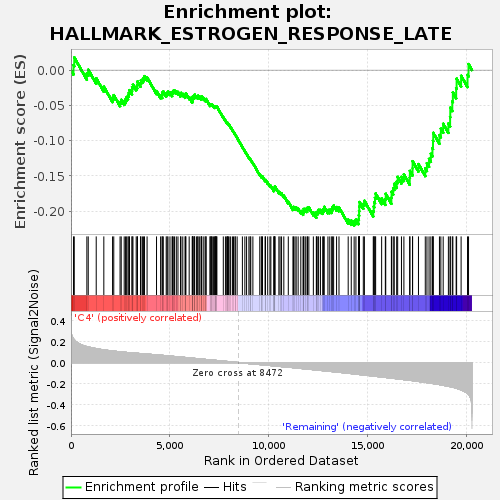 Enrichment plot:
HALLMARK_ESTROGEN_RESPONSE_LATE
Enrichment score (ES)
0.00
-0.05
-0.10
-0.15
-0.20
'C4' (positively correlated)
Ranked list metric (Signal2Noise)
0.4
0.2
0.0
-0.2
-0.4
-0.6
Zero cross at 8472
'Remaining' (negatively correlated)
0
5,000
10,000
15,000
20,000
Rank in Ordered Dataset
Enrichment profile
Hits
Ranking metric scores